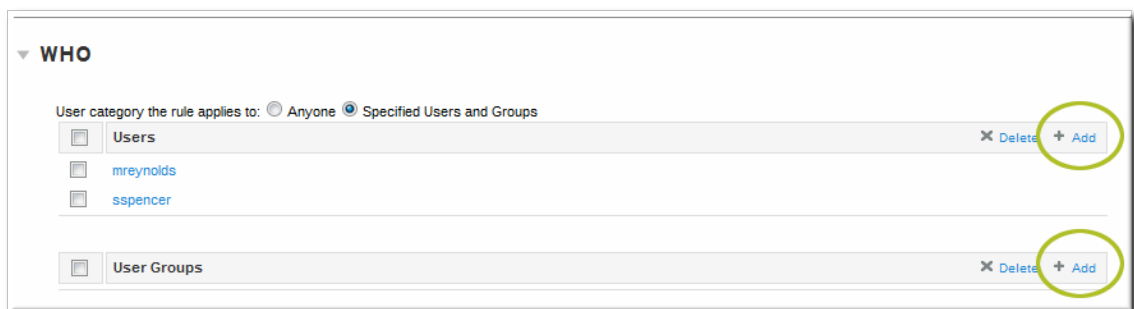 WHO
User category the rule applies to: Anyone Specified Users and Groups
Users Delete Add
mreynolds
sspencer
User Groups Delete Add